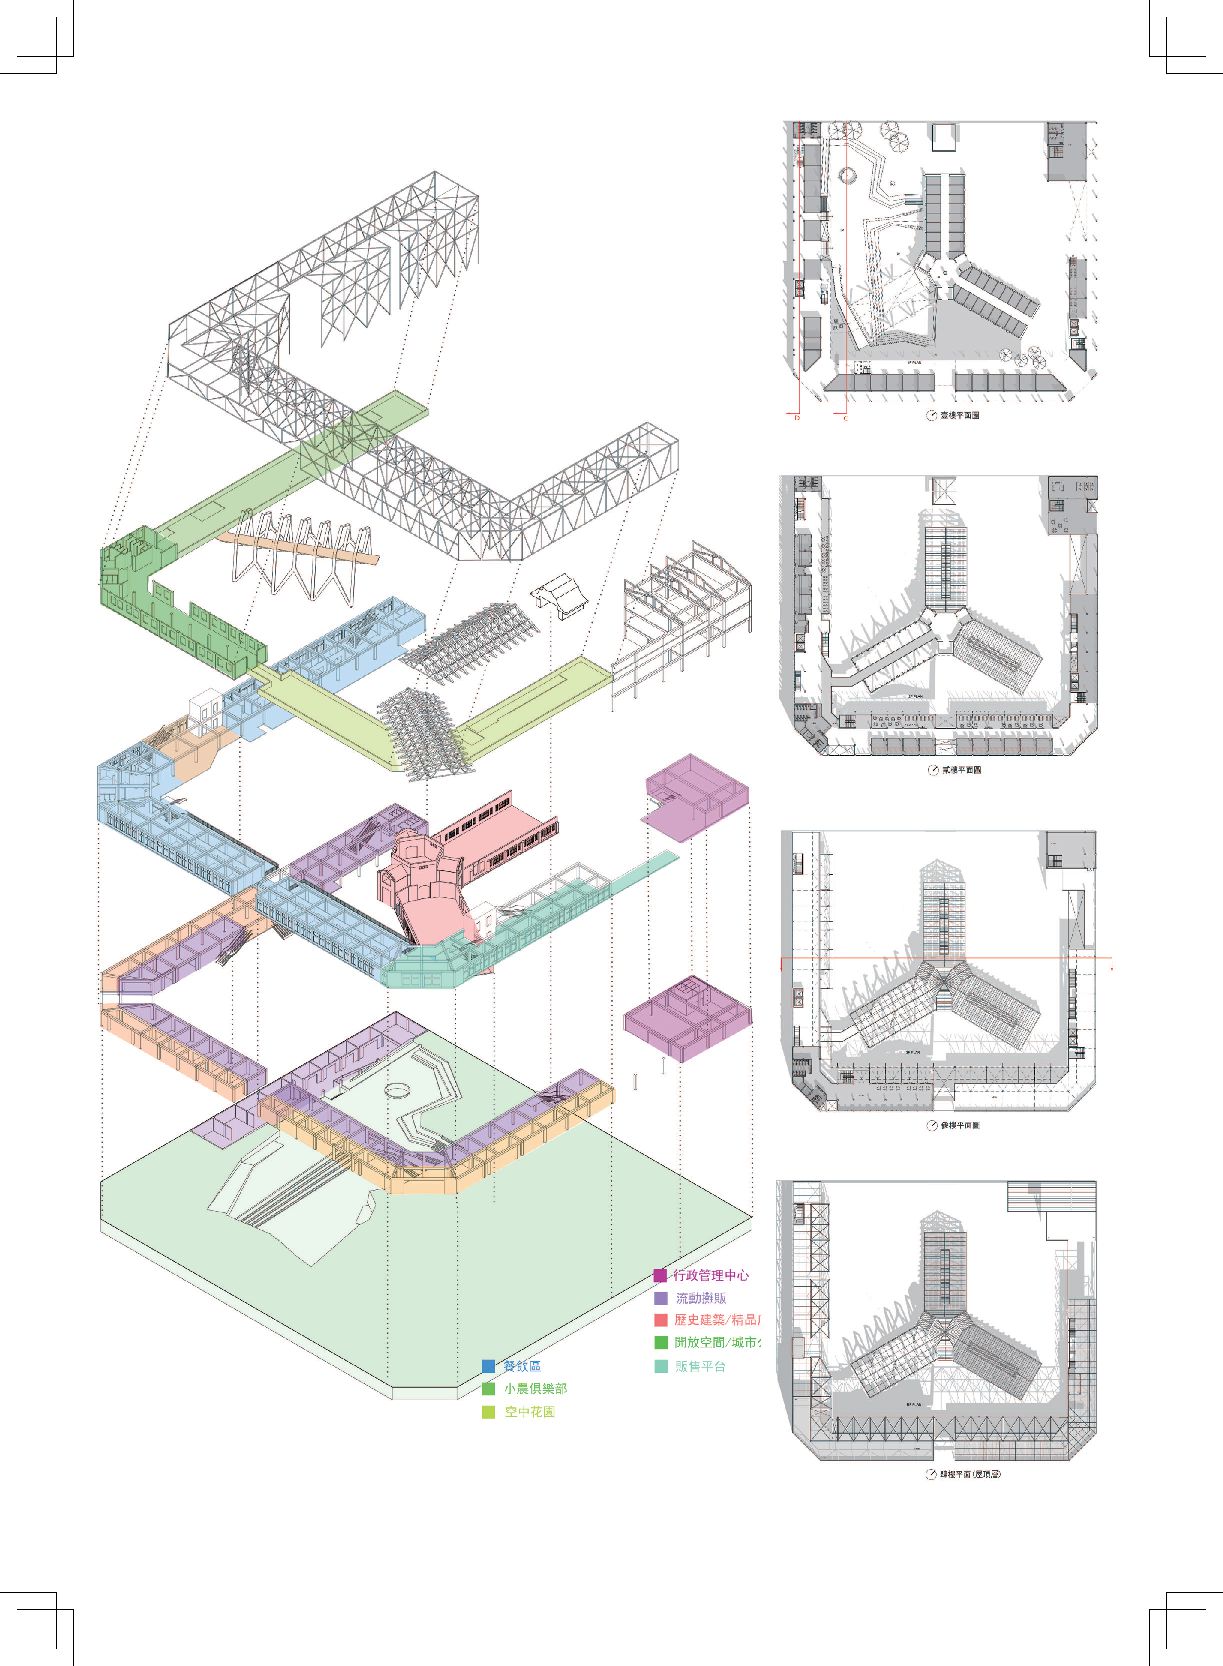 壹樓平面圖
D
C
貳樓平面圖
叄樓平面圖
肆樓平面(屋頂層)
行政管理中心
流動攤販
歷史建築/精品
開放空間/城市
販售平台
餐飲區
小農俱樂部
空中花園